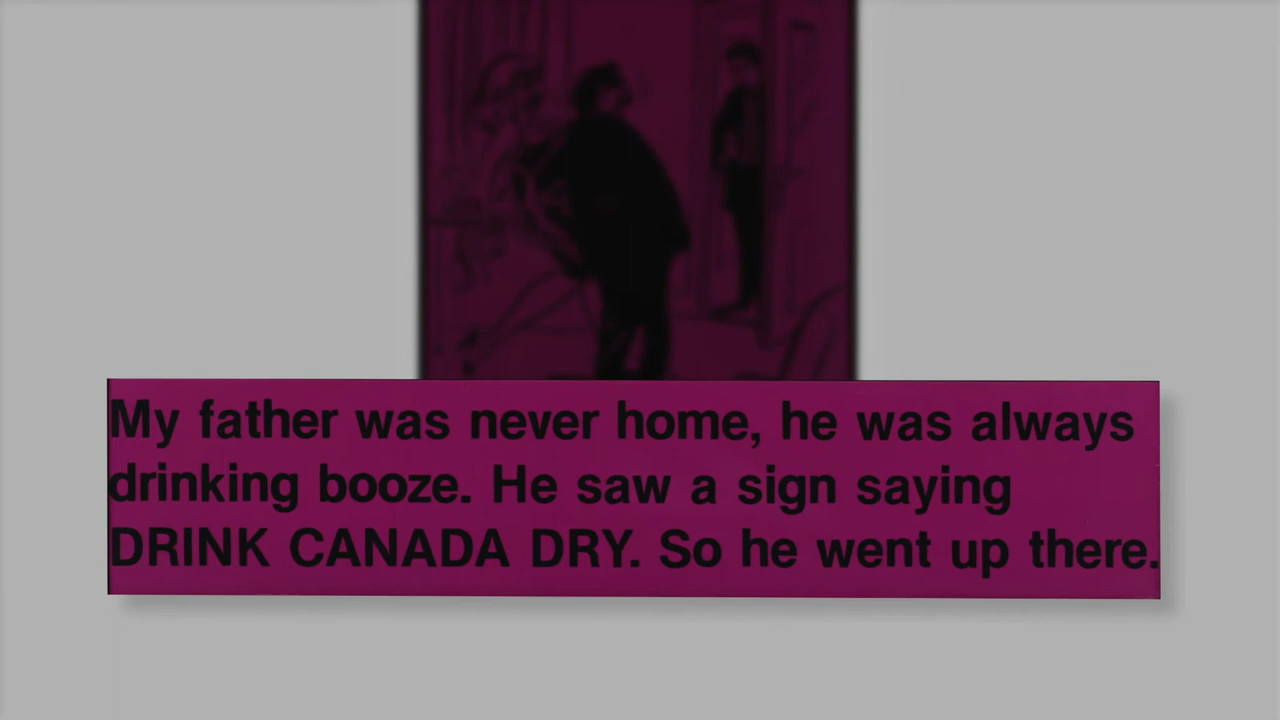 My father was never home, he was always
drinking booze. He saw a sign saying
DRINK CANADA DRY. So he went up there.